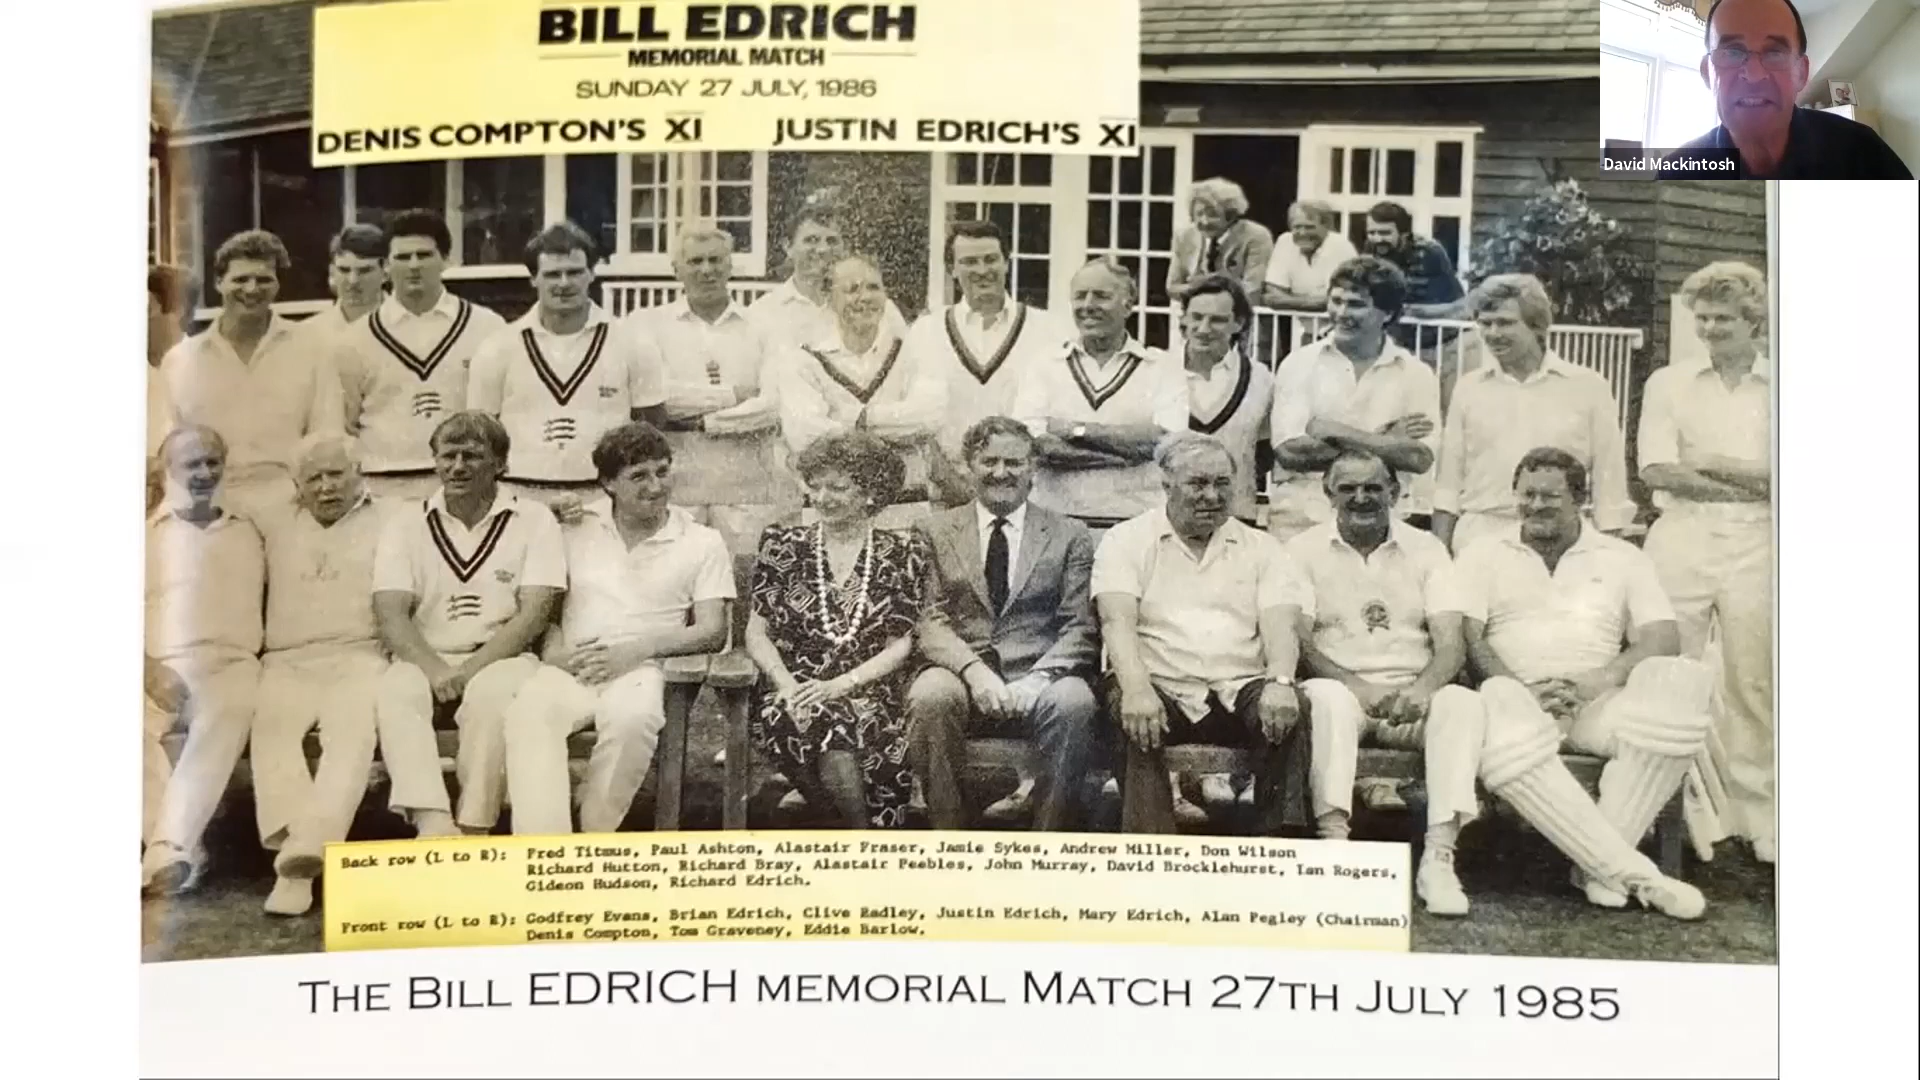 BILL EDRICH
MEMORIAL MATCH
SUNDAY 27 JULY, 1986
DENIS COMPTON'S XI JUSTIN EDRICH'S XI
David Mackintosh
Back row (L to R): Fred Titmus, Paul Ashton, Alastair Fraser, Jamie Sykes, Andrew Miller, Don Wilson
Richard Hutton, Richard Bray, Alastair Peebles, John Murray, David Brocklehurst, Ian Rogers,
Gideon Hudson, Richard Edrich.
Front row (L to R): Godfrey Evans, Brian Edrich, Clive Radley, Justin Edrich, Mary Edrich, Alan Pegley (Chairman)
Denis Compton, Tom Graveney, Eddie Barlow.
THE BILL EDRICH MEMORIAL MATCH 27TH JULY 1985